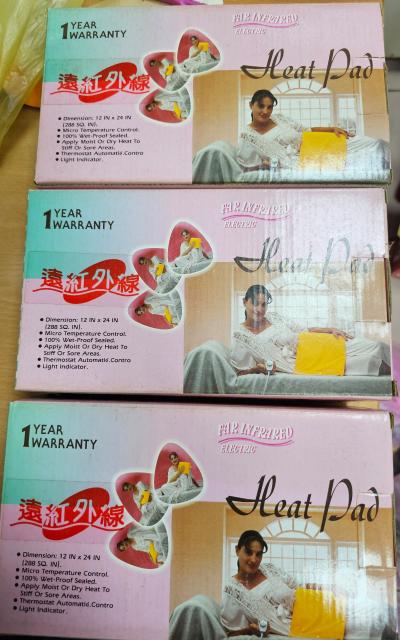 1 YEAR
WARRANTY
FAR INFRARED
ELECTRIC
Heat Pad
遠紅外線
• Dimension: 12 IN x 24 IN
(288 SQ. IN).
• Micro Temperature Control.
• 100% Wet-Proof Sealed.
• Apply Moist Or Dry Heat To
Stiff Or Sore Areas.
• Thermostat Automatic.Control
• Light Indicator.
1 YEAR
WARRANTY
FAR INFRARED
ELECTRIC
Heat Pad
遠紅外線
• Dimension: 12 IN x 24 IN
(288 SQ. IN).
• Micro Temperature Control.
• 100% Wet-Proof Sealed.
• Apply Moist Or Dry Heat To
Stiff Or Sore Areas.
• Thermostat Automatic.Contro
• Light Indicator.
1 YEAR
WARRANTY
FAR INFRARED
ELECTRIC
Heat Pad
遠紅外線
• Dimension: 12 IN x 24 IN
(288 SQ. IN).
• Micro Temperature Control.
• 100% Wet-Proof Sealed.
• Apply Moist Or Dry Heat To
Stiff Or Sore Areas.
• Thermostat Automatic.Contro
• Light Indicator.